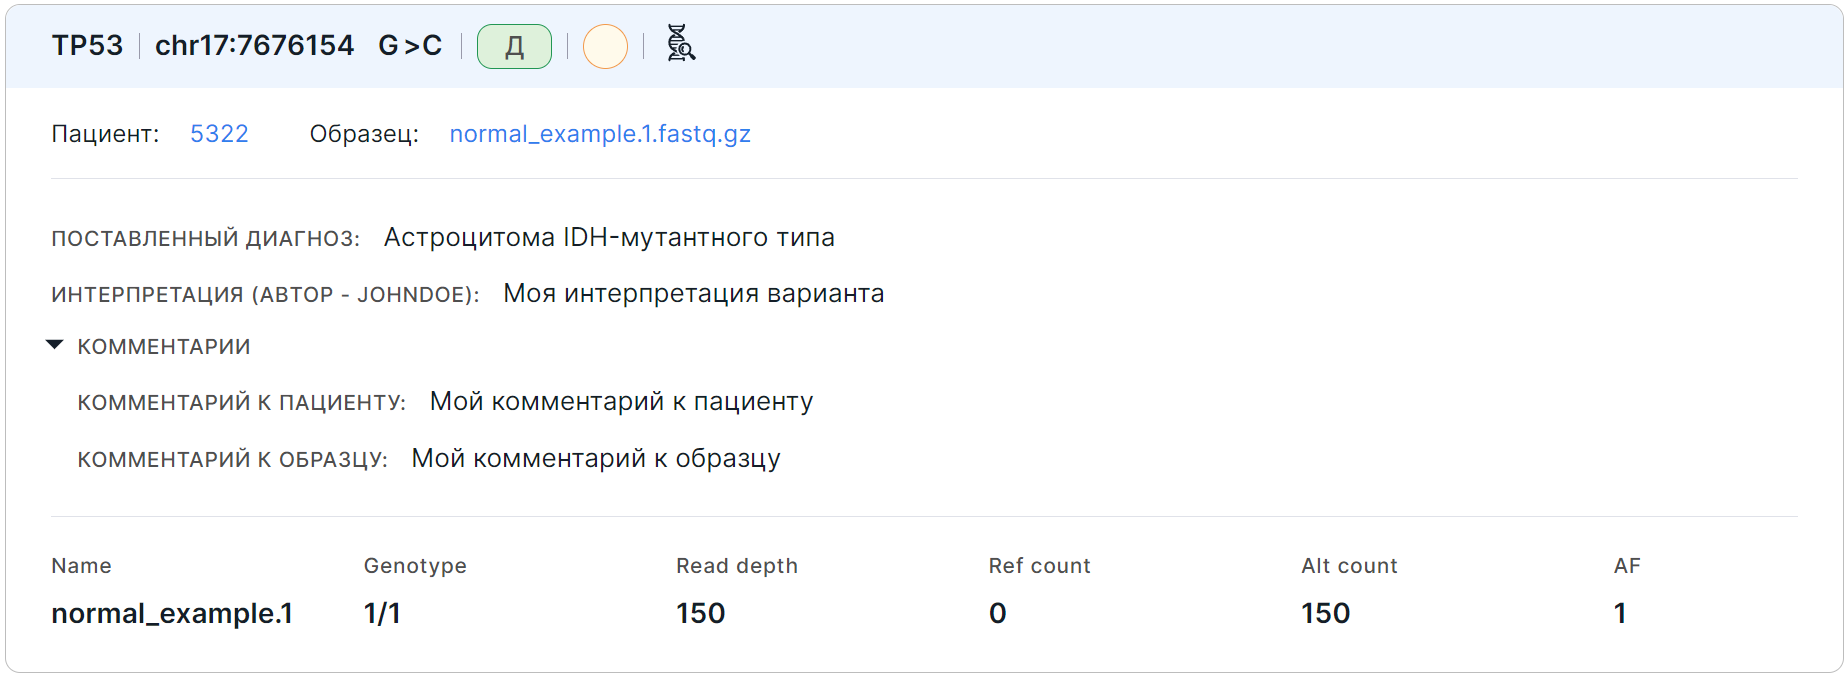 TP53 chr17:7676154 G>C Д
Пациент: 5322 Образец: normal_example.1.fastq.gz
ПОСТАВЛЕННЫЙ ДИАГНОЗ: Астроцитома IDH-мутантного типа
ИНТЕРПРЕТАЦИЯ (АВТОР - JOHNDOE): Моя интерпретация варианта
КОММЕНТАРИИ
КОММЕНТАРИЙ К ПАЦИЕНТУ: Мой комментарий к пациенту
КОММЕНТАРИЙ К ОБРАЗЦУ: Мой комментарий к образцу
Name Genotype Read depth Ref count Alt count AF
normal_example.1 1/1 150 0 150 1